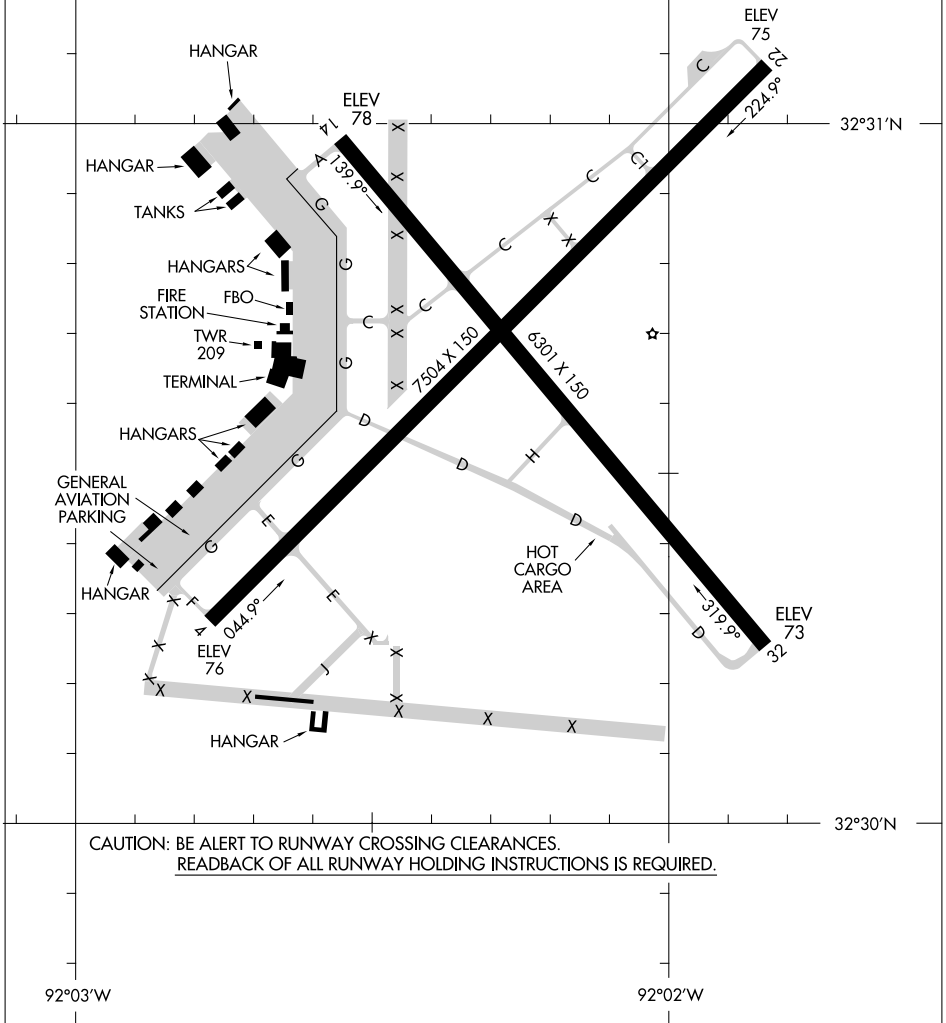 ELEV
75
HANGAR
22
C
ELEV
78
224.9°
14
X
32°31'N
A
139.9°
HANGAR
C1
C
X
G
TANKS
X
X
X
C
G
HANGARS
FIRE
STATION
FBO
X
C
C
X
TWR
209
7504 X 150
6301 X 150
G
TERMINAL
X
D
HANGARS
H
D
G
GENERAL
AVIATION
PARKING
E
D
G
HOT
CARGO
AREA
HANGAR
E
X
F
044.9°
319.9°
ELEV
73
4
D
X
X
ELEV
76
X
32
J
X
X
X
X
X
X
X
HANGAR
32°30'N
CAUTION: BE ALERT TO RUNWAY CROSSING CLEARANCES.
READBACK OF ALL RUNWAY HOLDING INSTRUCTIONS IS REQUIRED.
92°03'W
92°02'W